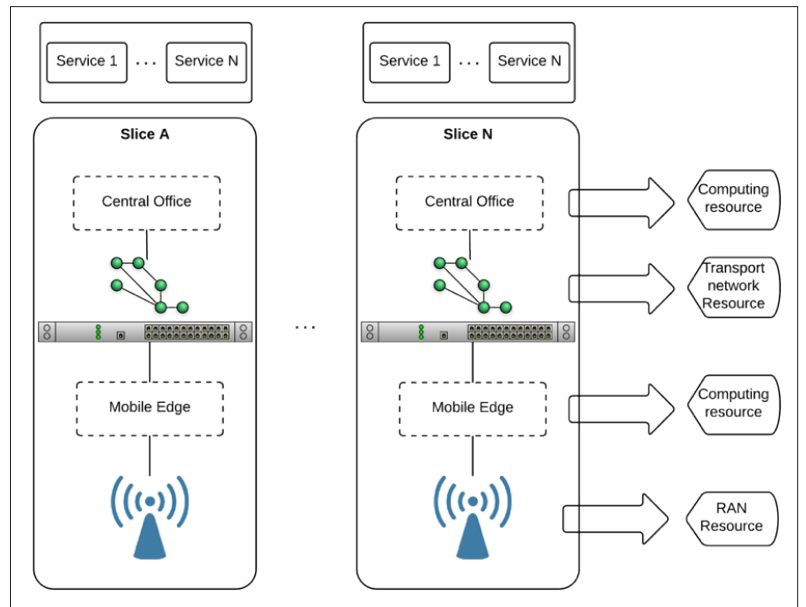 Service 1 ... Service N
Service 1 ... Service N
Slice A
Slice N
Central Office
Central Office
Computing
resource
Transport
network
Resource
...
Mobile Edge
Mobile Edge
Computing
resource
RAN
Resource